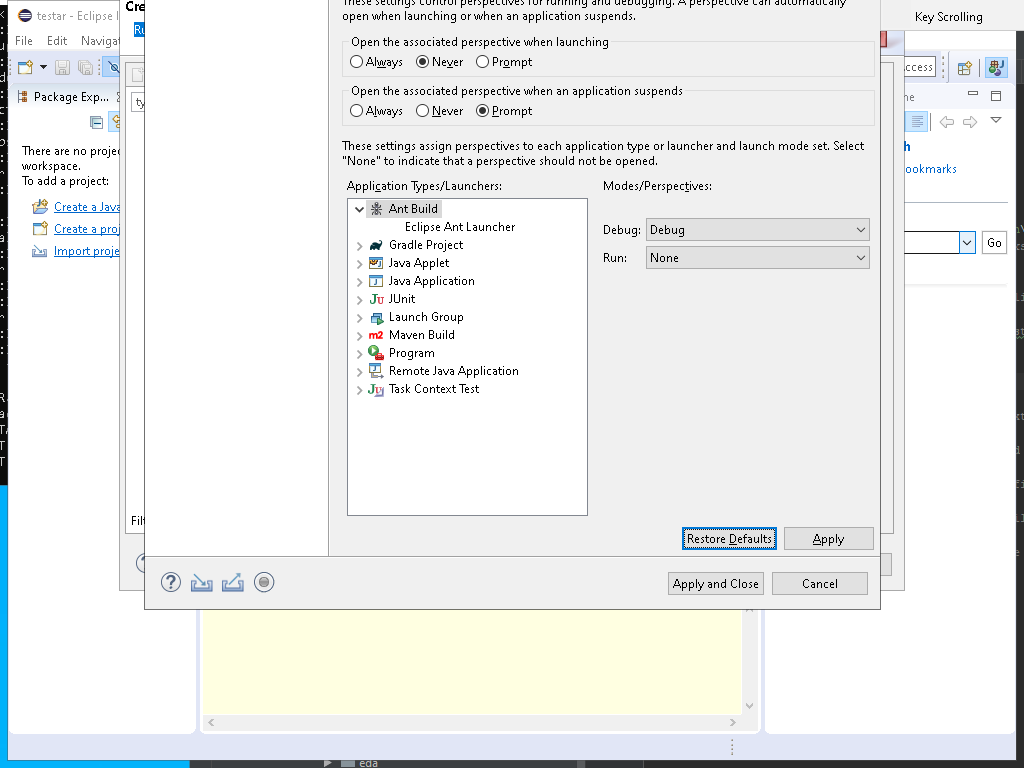 testar - Eclipse I
File Edit Navigat
Cre
Ru
Key Scrolling
These settings control perspectives for running and debugging. A perspective can automatically
open when launching or when an application suspends.
Open the associated perspective when launching
Always Never Prompt
Open the associated perspective when an application suspends
Always Never Prompt
These settings assign perspectives to each application type or launcher and launch mode set. Select
"None" to indicate that a perspective should not be opened.
Application Types/Launchers:
Modes/Perspectives:
Ant Build
Eclipse Ant Launcher
Gradle Project
Java Applet
Java Application
JUnit
Launch Group
Maven Build
Program
Remote Java Application
Task Context Test
Debug: Debug
Run: None
Restore Defaults
Apply
Apply and Close
Cancel
Package Exp...
ty
There are no proje
workspace.
To add a project:
Create a Java
Create a proj
Import proje
Filt
ccess
ne
h
ookmarks
Go
eda